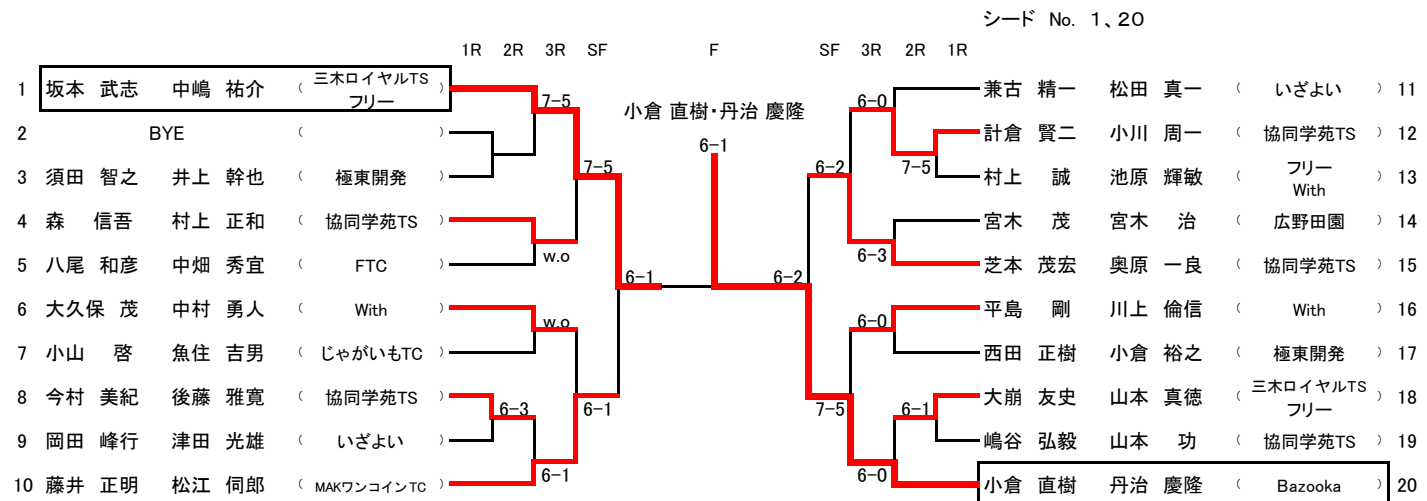 シード No. 1、20
1R 2R 3R SF F SF 3R 2R 1R
1 坂本 武志 中嶋 祐介 （ 三木ロイヤルTS フリー ）
2 BYE （ ）
3 須田 智之 井上 幹也 （ 極東開発 ）
4 森 信吾 村上 正和 （ 協同学苑TS ）
5 八尾 和彦 中畑 秀宜 （ FTC ）
6 大久保 茂 中村 勇人 （ With ）
7 小山 啓 魚住 吉男 （ じゃがいもTC ）
8 今村 美紀 後藤 雅寛 （ 協同学苑TS ）
9 岡田 峰行 津田 光雄 （ いざよい ）
10 藤井 正明 松江 伺郎 （ MAKワンコインTC ）
7-5
7-5
w.o
6-1
w.o
6-3
6-1
6-1
小倉 直樹・丹治 慶隆
6-1
6-0
6-2
7-5
6-3
6-2
6-0
7-5
6-1
6-0
兼古 精一 松田 真一 （ いざよい ） 11
計倉 賢二 小川 周一 （ 協同学苑TS ） 12
村上 誠 池原 輝敏 （ フリー With ） 13
宮木 茂 宮木 治 （ 広野田園 ） 14
芝本 茂宏 奥原 一良 （ 協同学苑TS ） 15
平島 剛 川上 倫信 （ With ） 16
西田 正樹 小倉 裕之 （ 極東開発 ） 17
大崩 友史 山本 真徳 （ 三木ロイヤルTS フリー ） 18
嶋谷 弘毅 山本 功 （ 協同学苑TS ） 19
小倉 直樹 丹治 慶隆 （ Bazooka ） 20